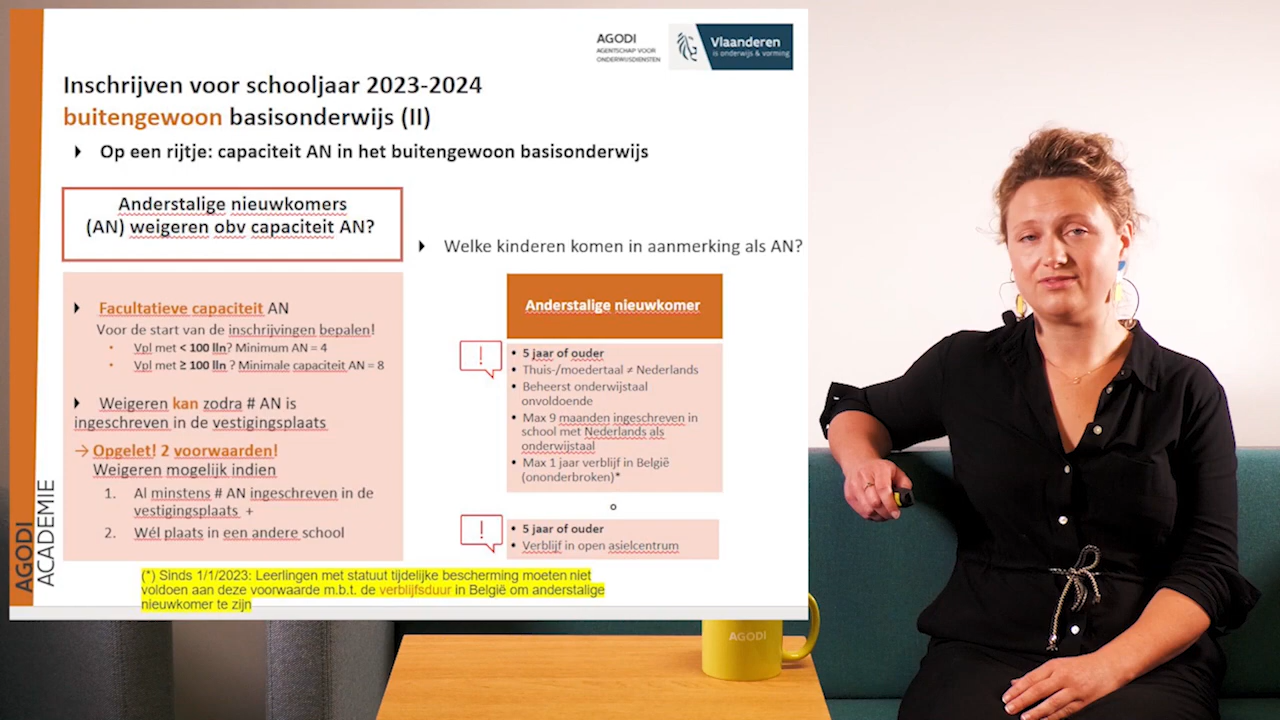 AGODI
AGENTSCHAP VOOR
ONDERWIJSDIENSTEN
Vlaanderen
is onderwijs & vorming
Inschrijven voor schooljaar 2023-2024
buitengewoon basisonderwijs (II)
Op een rijtje: capaciteit AN in het buitengewoon basisonderwijs
Anderstalige nieuwkomers
(AN) weigeren obv capaciteit AN?
Facultatieve capaciteit AN
Voor de start van de inschrijvingen bepalen!
• Vpl met < 100 lln? Minimum AN = 4
• Vpl met ≥ 100 lln ? Minimale capaciteit AN = 8
Weigeren kan zodra # AN is
ingeschreven in de vestigingsplaats
→ Opgelet! 2 voorwaarden!
Weigeren mogelijk indien
1. Al minstens # AN ingeschreven in de
vestigingsplaats +
2. Wél plaats in een andere school
Welke kinderen komen in aanmerking als AN?
Anderstalige nieuwkomer
!
• 5 jaar of ouder
• Thuis-/moedertaal ≠ Nederlands
• Beheerst onderwijstaal
onvoldoende
• Max 9 maanden ingeschreven in
school met Nederlands als
onderwijstaal
• Max 1 jaar verblijf in België
(ononderbroken)*
o
!
• 5 jaar of ouder
• Verblijf in open asielcentrum
(*) Sinds 1/1/2023: Leerlingen met statuut tijdelijke bescherming moeten niet
voldoen aan deze voorwaarde m.b.t. de verblijfsduur in België om anderstalige
nieuwkomer te zijn
AGODI
ACADEMIE
AGODI